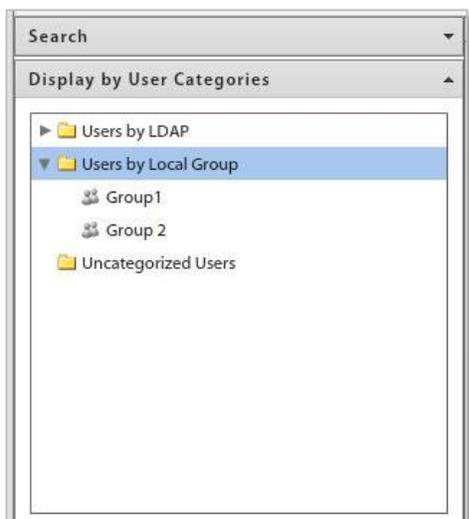 Search
Display by User Categories
Users by LDAP
Users by Local Group
Group1
Group 2
Uncategorized Users